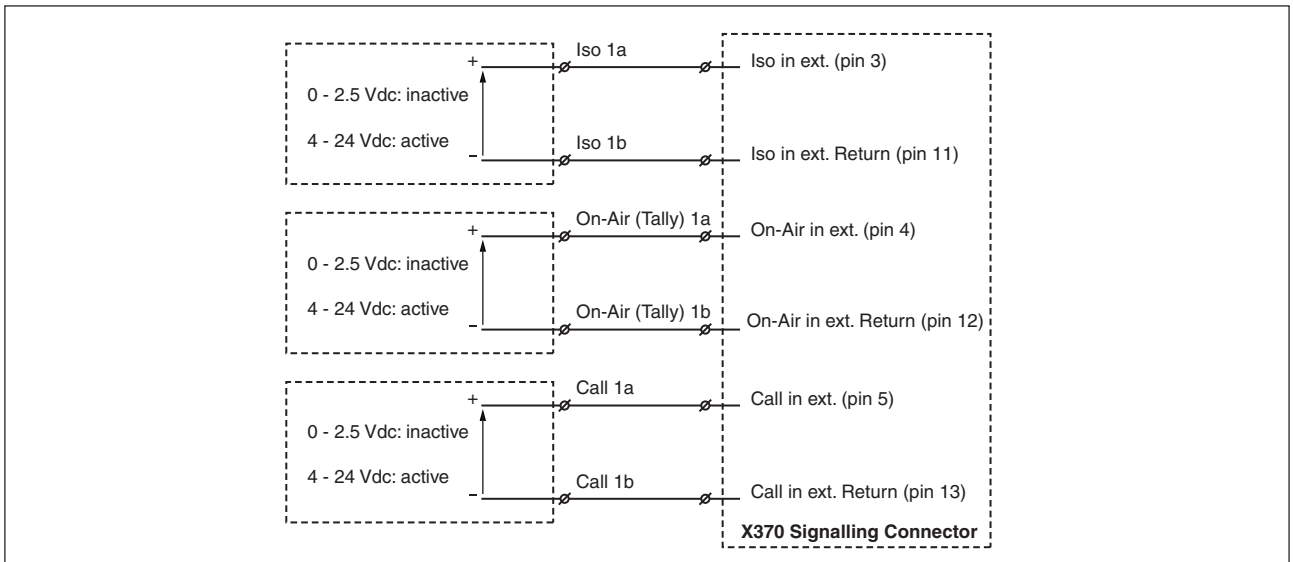 Iso 1a
+
Iso in ext. (pin 3)
0 - 2.5 Vdc: inactive
4 - 24 Vdc: active
Iso 1b
–
Iso in ext. Return (pin 11)
On-Air (Tally) 1a
+
On-Air in ext. (pin 4)
0 - 2.5 Vdc: inactive
4 - 24 Vdc: active
On-Air (Tally) 1b
–
On-Air in ext. Return (pin 12)
Call 1a
+
Call in ext. (pin 5)
0 - 2.5 Vdc: inactive
4 - 24 Vdc: active
Call 1b
–
Call in ext. Return (pin 13)
X370 Signalling Connector